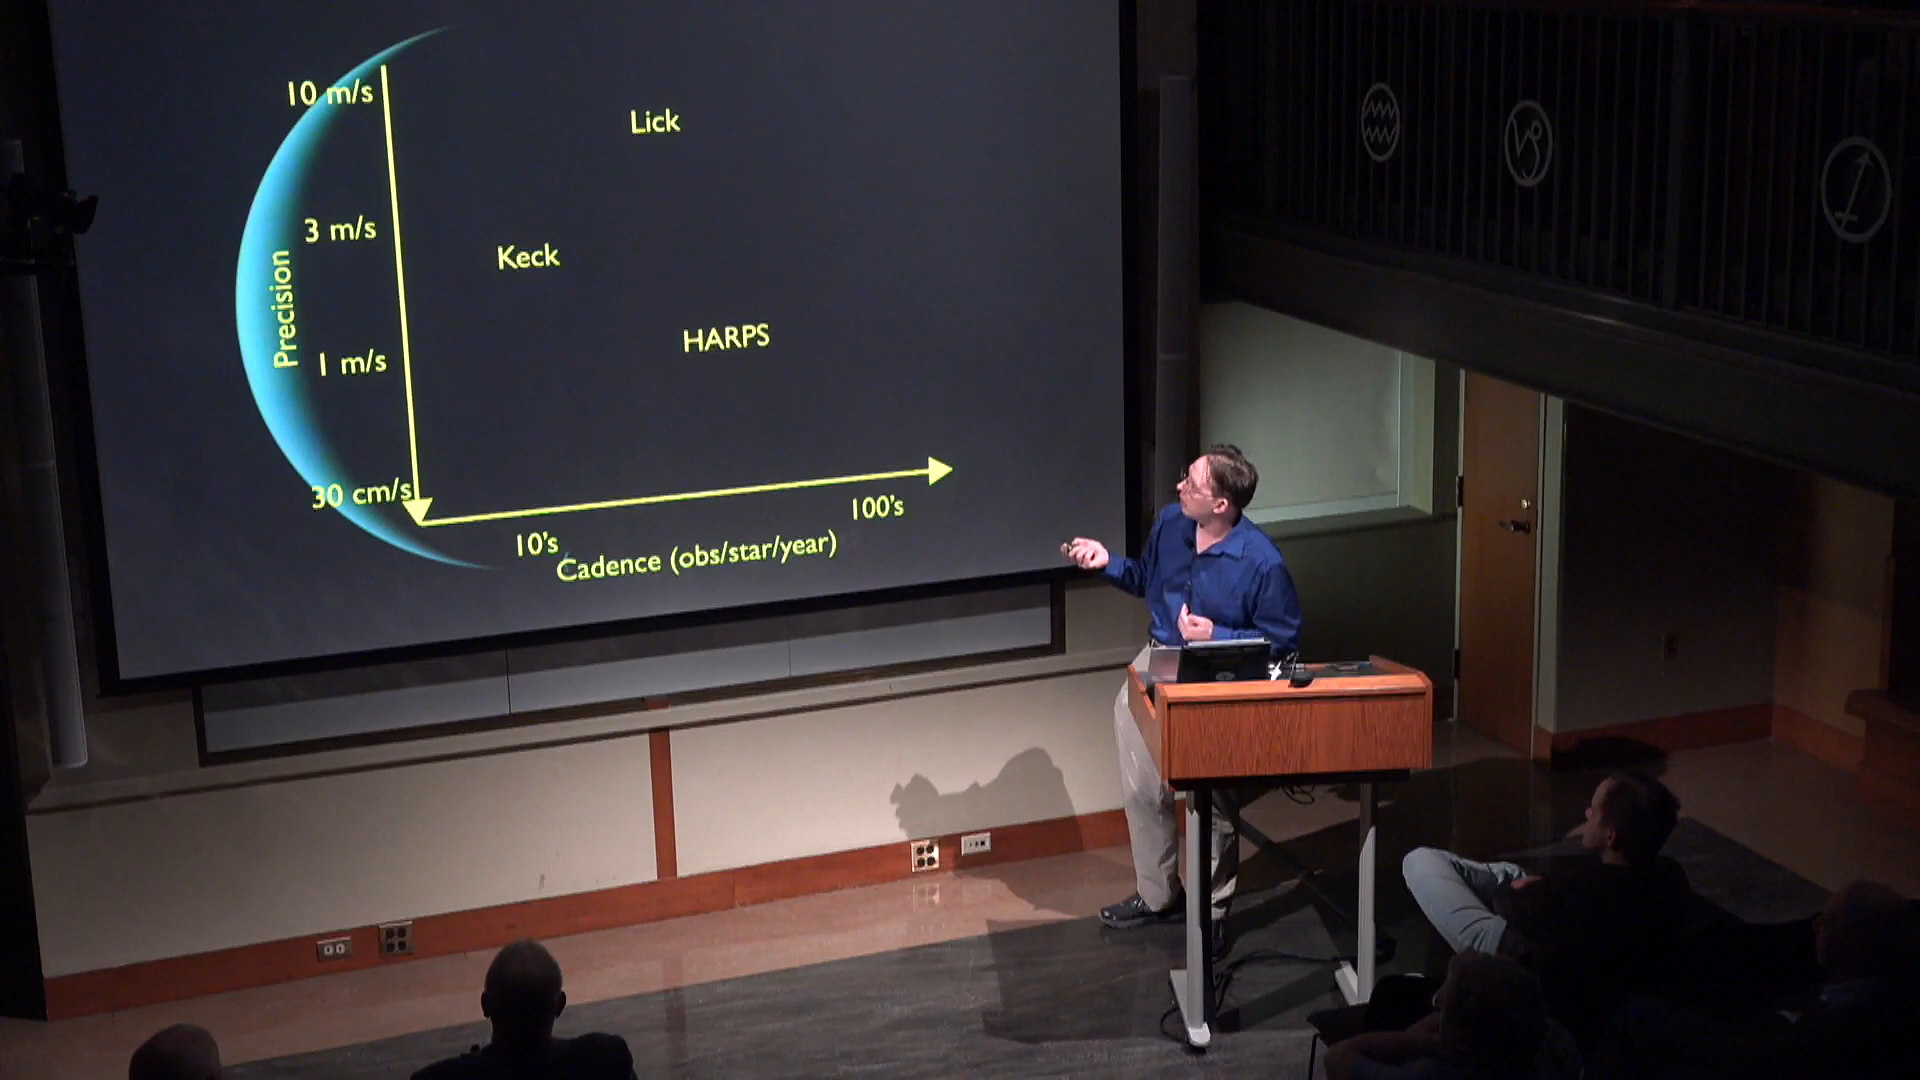 10 m/s
Lick
3 m/s
Keck
Precision
HARPS
1 m/s
30 cm/s
10's
100's
Cadence (obs/star/year)